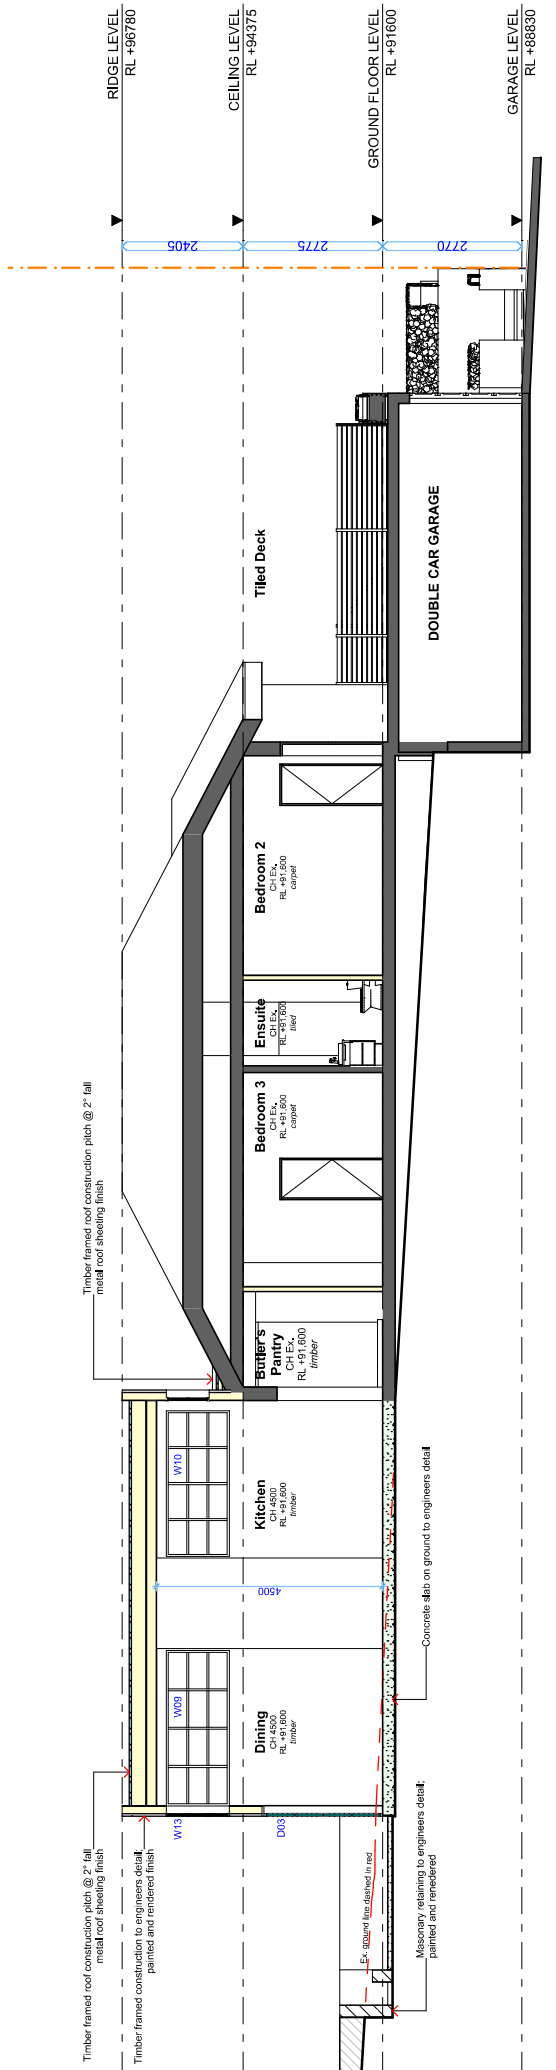 RIDGE LEVEL
RL +96780
CEILING LEVEL
RL +94375
GROUND FLOOR LEVEL
RL +91600
GARAGE LEVEL
RL +88830
2405
2775
2770
Tiled Deck
DOUBLE CAR GARAGE
Bedroom 2
CH Ex.
RL +91,600
carpet
Ensuite
CH Ex.
RL +91,600
tiled
Bedroom 3
CH Ex.
RL +91,600
carpet
Butler's
Pantry
CH Ex.
RL +91,600
timber
Timber framed roof construction pitch @ 2° fall
metal roof sheeting finish
W10
Kitchen
CH 4500
RL +91,600
timber
4500
W09
Dining
CH 4500
RL +91,600
timber
Concrete slab on ground to engineers detail
W13
D03
Timber framed roof construction pitch @ 2° fall
metal roof sheeting finish
Timber framed construction to engineers detail;
painted and rendered finish
Ex. ground line dashed in red
Masonary retaining to engineers detail;
painted and renedered